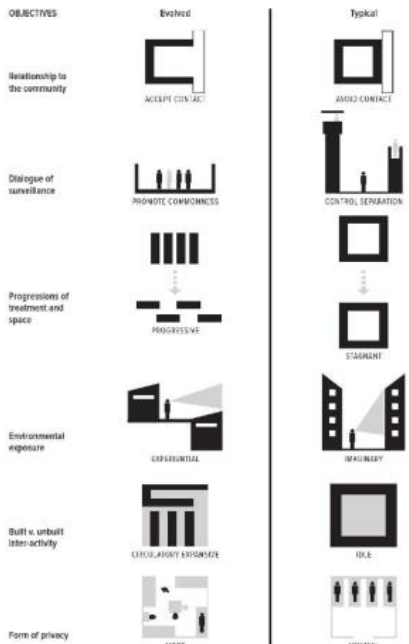 OBJECTIVES
Evolved
Typical
Relationship to
the community
ACCEPT CONTACT
AVOID CONTACT
Dialogue of
surveillance
PROMOTE COMMONNESS
CONTROL SEPARATION
Progressions of
treatment and
space
PROGRESSIVE
STAGNANT
Environmental
exposure
EXPERIENTIAL
IMAGINARY
Built v. unbuilt
inter-activity
CIRCULATORY EXPANSIVE
IDLE
Form of privacy